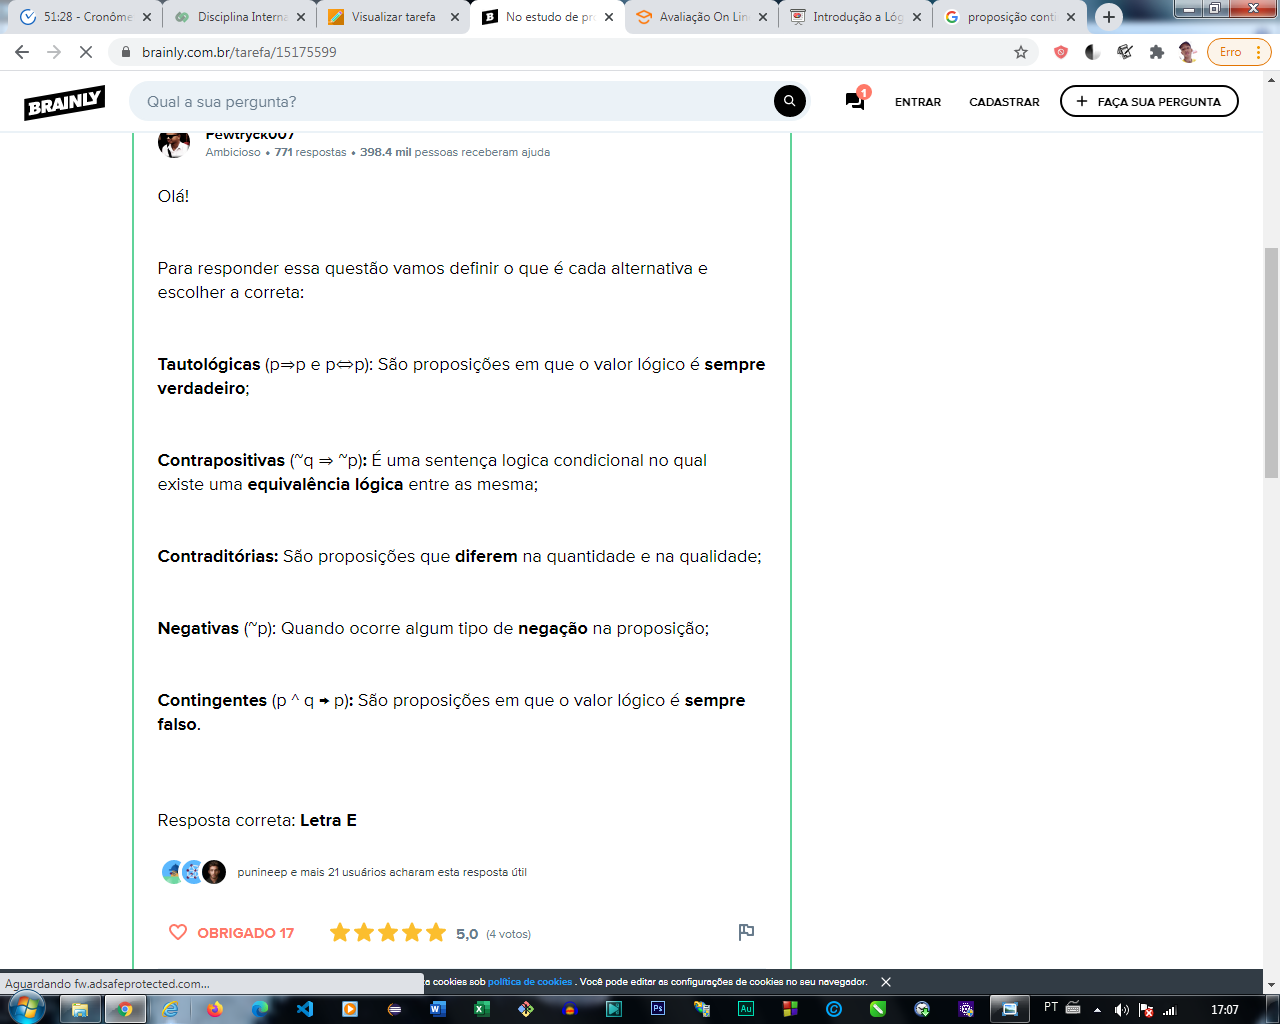 51:28 - Cronôme
Disciplina Interna
Visualizar tarefa
No estudo de pro
Avaliação On Lin
Introdução a Lóg
proposição conti
brainly.com.br/tarefa/15175599
Erro
BRAINLY
Qual a sua pergunta?
1
ENTRAR
CADASTRAR
+ FAÇA SUA PERGUNTA
Fewtryck007
Ambicioso • 771 respostas • 398.4 mil pessoas receberam ajuda
Olá!
Para responder essa questão vamos definir o que é cada alternativa e
escolher a correta:
Tautológicas (p⇒p e p⇔p): São proposições em que o valor lógico é sempre
verdadeiro;
Contrapositivas (~q ⇒ ~p): É uma sentença logica condicional no qual
existe uma equivalência lógica entre as mesma;
Contraditórias: São proposições que diferem na quantidade e na qualidade;
Negativas (~p): Quando ocorre algum tipo de negação na proposição;
Contingentes (p ^ q → p): São proposições em que o valor lógico é sempre
falso.
Resposta correta: Letra E
punineep e mais 21 usuários acharam esta resposta útil
OBRIGADO 17
5,0 (4 votos)
ta cookies sob política de cookies . Você pode editar as configurações de cookies no seu navegador.
Aguardando fw.adsafeprotected.com...
PT
17:07